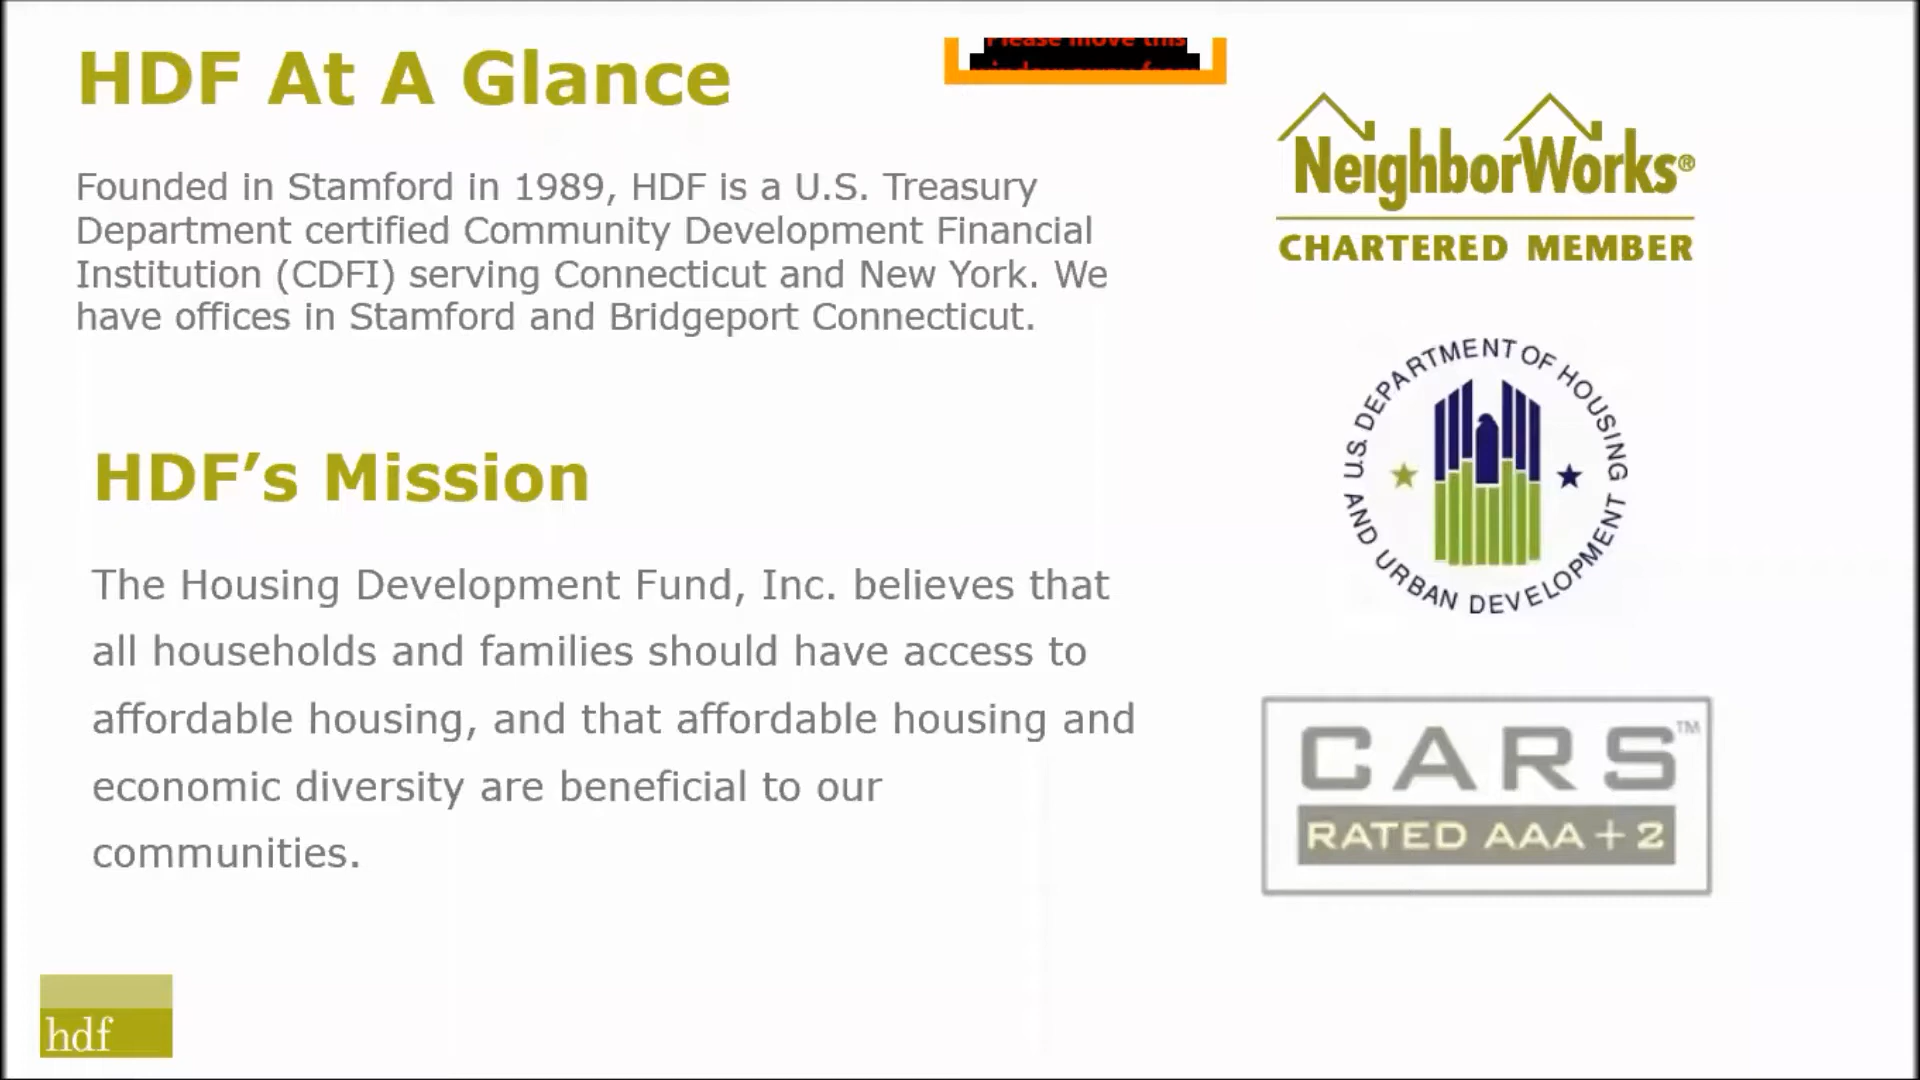 HDF At A Glance
Please move this
Founded in Stamford in 1989, HDF is a U.S. Treasury
Department certified Community Development Financial
Institution (CDFI) serving Connecticut and New York. We
have offices in Stamford and Bridgeport Connecticut.
HDF’s Mission
The Housing Development Fund, Inc. believes that
all households and families should have access to
affordable housing, and that affordable housing and
economic diversity are beneficial to our
communities.
hdf
NeighborWorks®
CHARTERED MEMBER
U.S. DEPARTMENT OF HOUSING
AND URBAN DEVELOPMENT
CARS™
RATED AAA+2